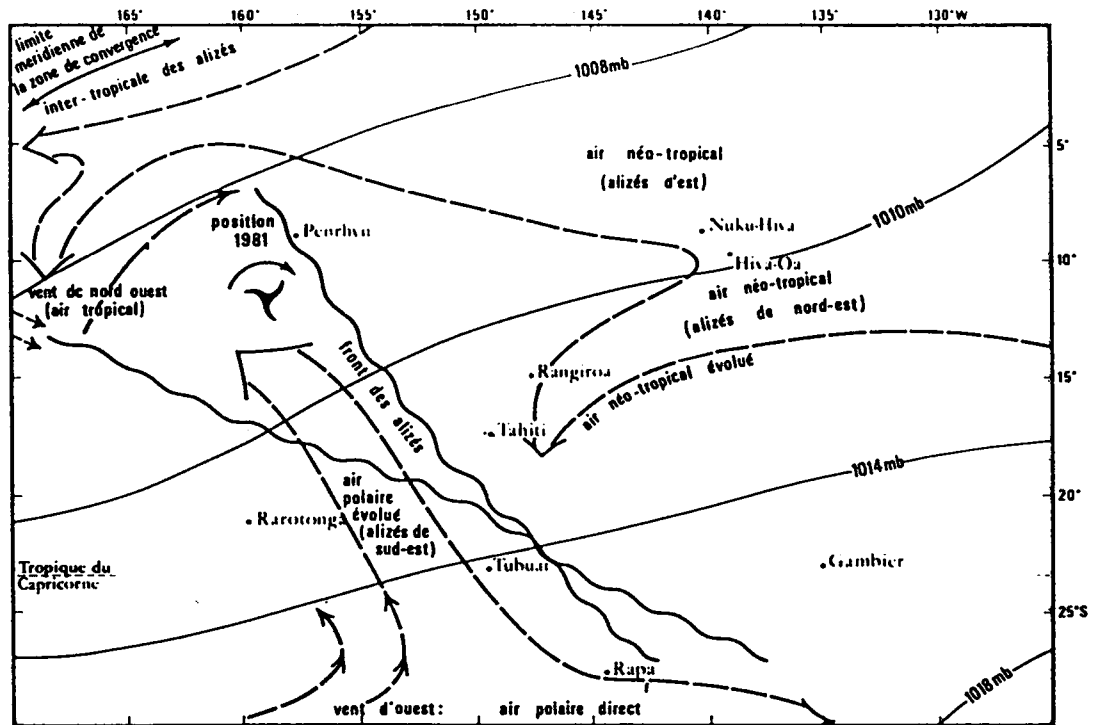 165° 160° 155° 150° 145° 140° 135° 130°W
limite
meridienne de
la zone de convergence
inter-tropicale des alizés
1008mb
5°
air néo-tropical
(alizés d'est)
position
1981
Penrhyn
Nuku-Hiva
1010mb
Hiva-Oa
10°
vent de nord ouest
(air tropical)
air néo-tropical
(alizés de nord-est)
front des alizés
Rangiroa
air néo-tropical évolué
15°
Tahiti
1014mb
air
polaire
évolué
(alizés de
sud-est)
20°
Rarotonga
Tubuai
Gambier
Tropique du
Capricorne
25°S
Rapa
1018mb
vent d'ouest: air polaire direct